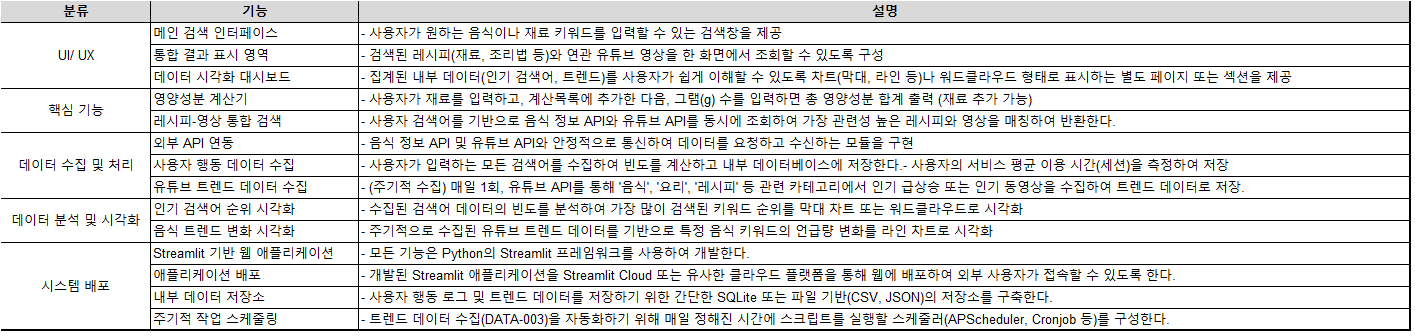 분류 기능 설명
UI/ UX
메인 검색 인터페이스 - 사용자가 원하는 음식이나 재료 키워드를 입력할 수 있는 검색창을 제공
통합 결과 표시 영역 - 검색된 레시피(재료, 조리법 등)와 연관 유튜브 영상을 한 화면에서 조회할 수 있도록 구성
데이터 시각화 대시보드 - 집계된 내부 데이터(인기 검색어, 트렌드)를 사용자가 쉽게 이해할 수 있도록 차트(막대, 라인 등)나 워드클라우드 형태로 표시하는 별도 페이지 또는 섹션을 제공
핵심 기능
영양성분 계산기 - 사용자가 재료를 입력하고, 계산목록에 추가한 다음, 그램(g) 수를 입력하면 총 영양성분 합계 출력 (재료 추가 가능)
레시피-영상 통합 검색 - 사용자 검색어를 기반으로 음식 정보 API와 유튜브 API를 동시에 조회하여 가장 관련성 높은 레시피와 영상을 매칭하여 반환한다.
데이터 수집 및 처리
외부 API 연동 - 음식 정보 API 및 유튜브 API와 안정적으로 통신하여 데이터를 요청하고 수신하는 모듈을 구현
사용자 행동 데이터 수집 - 사용자가 입력하는 모든 검색어를 수집하여 빈도를 계산하고 내부 데이터베이스에 저장한다.- 사용자의 서비스 평균 이용 시간(세션)을 측정하여 저장
유튜브 트렌드 데이터 수집 - (주기적 수집) 매일 1회, 유튜브 API를 통해 '음식', '요리', '레시피' 등 관련 카테고리에서 인기 급상승 또는 인기 동영상을 수집하여 트렌드 데이터로 저장.
데이터 분석 및 시각화
인기 검색어 순위 시각화 - 수집된 검색어 데이터의 빈도를 분석하여 가장 많이 검색된 키워드 순위를 막대 차트 또는 워드클라우드로 시각화
음식 트렌드 변화 시각화 - 주기적으로 수집된 유튜브 트렌드 데이터를 기반으로 특정 음식 키워드의 언급량 변화를 라인 차트로 시각화
시스템 배포
Streamlit 기반 웹 애플리케이션 - 모든 기능은 Python의 Streamlit 프레임워크를 사용하여 개발한다.
애플리케이션 배포 - 개발된 Streamlit 애플리케이션을 Streamlit Cloud 또는 유사한 클라우드 플랫폼을 통해 웹에 배포하여 외부 사용자가 접속할 수 있도록 한다.
내부 데이터 저장소 - 사용자 행동 로그 및 트렌드 데이터를 저장하기 위한 간단한 SQLite 또는 파일 기반(CSV, JSON)의 저장소를 구축한다.
주기적 작업 스케줄링 - 트렌드 데이터 수집(DATA-003)을 자동화하기 위해 매일 정해진 시간에 스크립트를 실행할 스케줄러(APScheduler, Cronjob 등)를 구성한다.